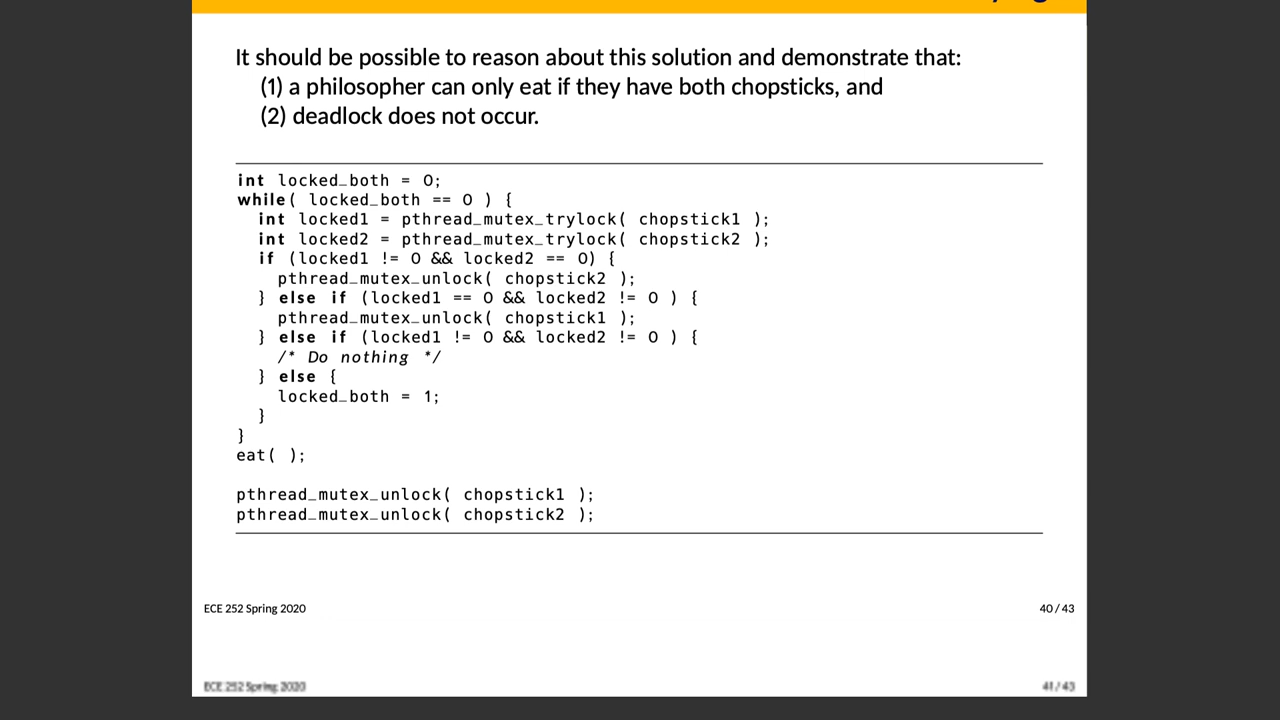 It should be possible to reason about this solution and demonstrate that:
(1) a philosopher can only eat if they have both chopsticks, and
(2) deadlock does not occur.
int locked_both = 0;
while( locked_both == 0 ) {
  int locked1 = pthread_mutex_trylock( chopstick1 );
  int locked2 = pthread_mutex_trylock( chopstick2 );
  if (locked1 != 0 && locked2 == 0) {
    pthread_mutex_unlock( chopstick2 );
  } else if (locked1 == 0 && locked2 != 0 ) {
    pthread_mutex_unlock( chopstick1 );
  } else if (locked1 != 0 && locked2 != 0 ) {
    /* Do nothing */
  } else {
    locked_both = 1;
  }
}
eat( );
pthread_mutex_unlock( chopstick1 );
pthread_mutex_unlock( chopstick2 );
ECE 252 Spring 2020 40 / 43
ECE 252 Spring 2020 41 / 43